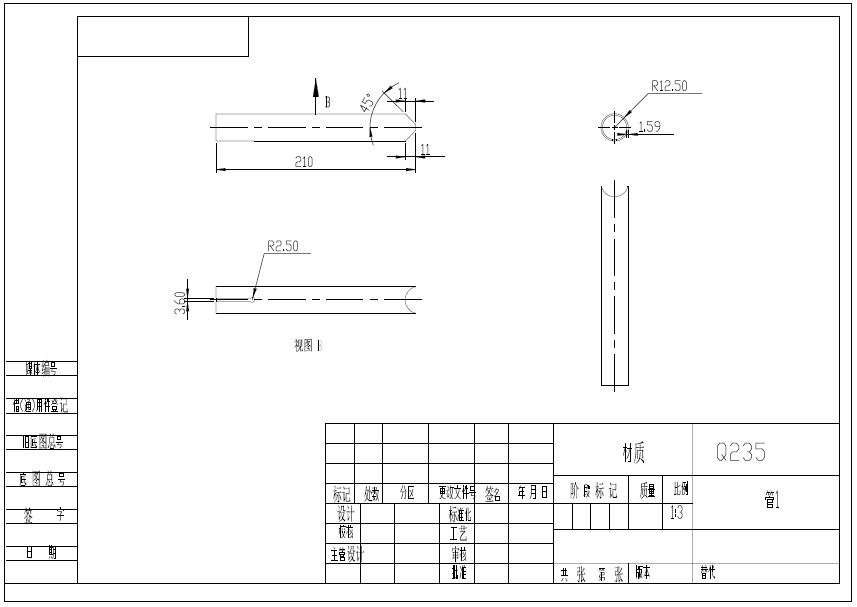 B
45°
11
11
210
R12.50
1.59
R2.50
3.60
视图 B
媒体编号
借(通)用件登记
旧底图总号
底 图 总 号
签 字
日 期
材质 Q235
标记 处数 分区 更改文件号 签名 年 月 日 阶 段 标 记 质量 比例
管1
设计 标准化 1:3
校核 工艺
主管设计 审核
批准 共 张 第 张 版本 替代